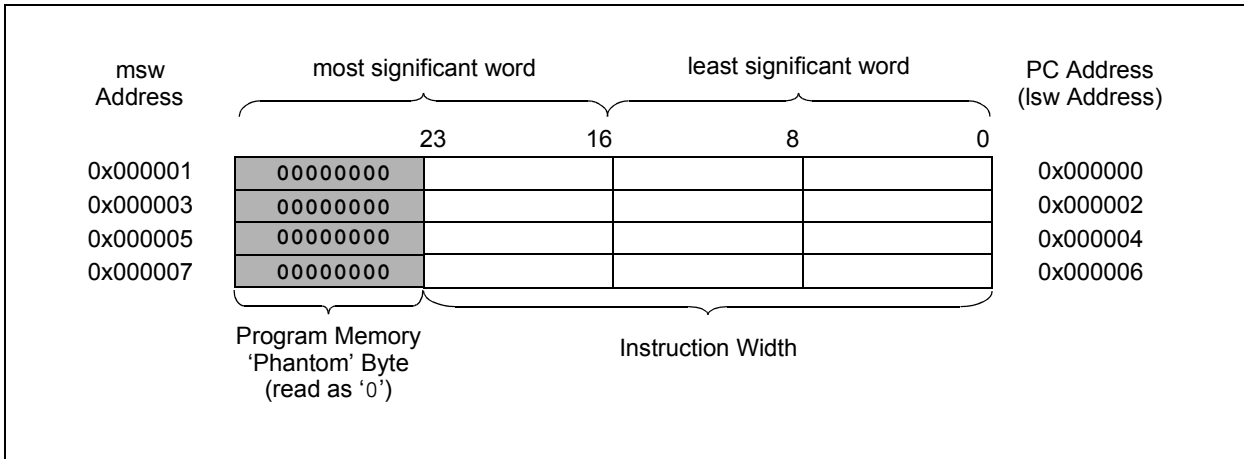 msw
Address
most significant word
least significant word
PC Address
(lsw Address)
23 16 8 0
0x000001 00000000 0x000000
0x000003 00000000 0x000002
0x000005 00000000 0x000004
0x000007 00000000 0x000006
Program Memory
‘Phantom’ Byte
(read as ‘0’)
Instruction Width